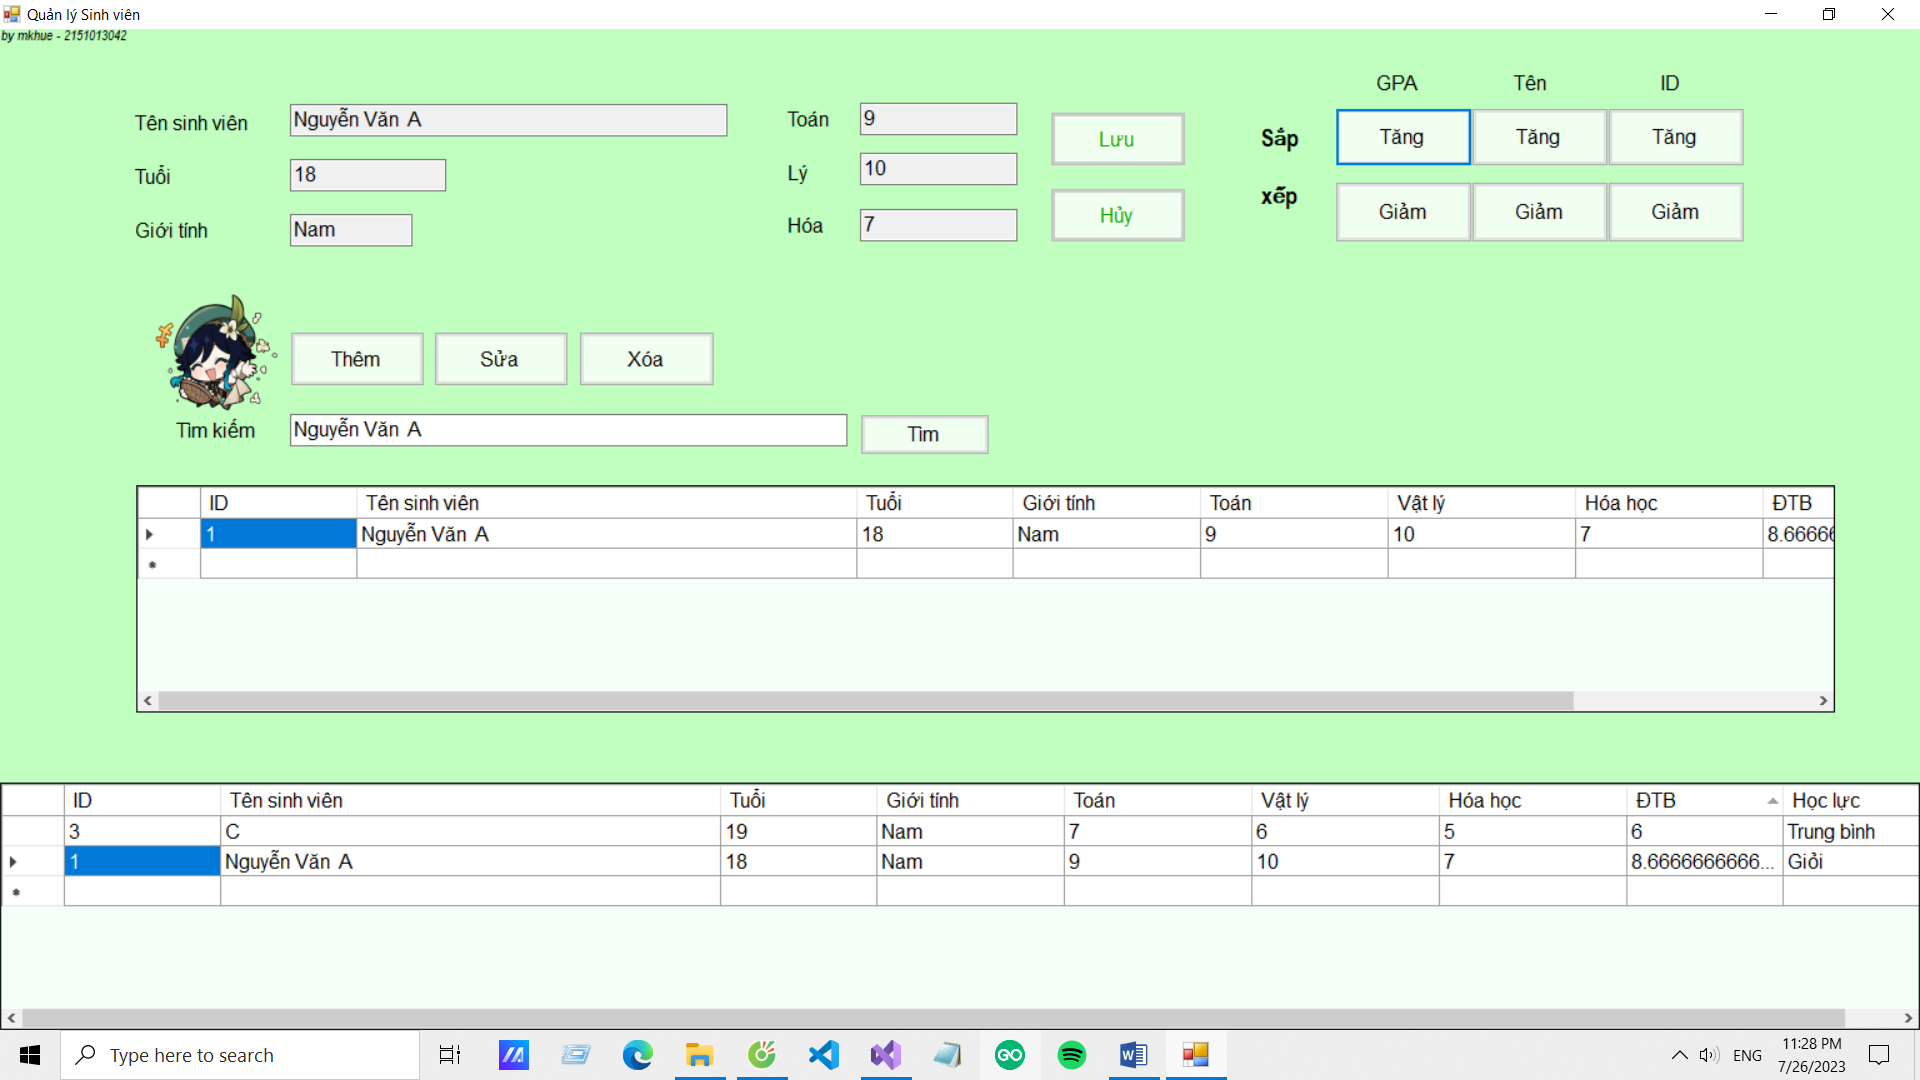 Quản lý Sinh viên
by mkhue - 2151013042
GPA Tên ID
Tên sinh viên Nguyễn Văn A Toán 9 Lưu Sắp Tăng Tăng Tăng
Tuổi 18 Lý 10
Giới tính Nam Hóa 7 Hủy xếp Giảm Giảm Giảm
Thêm Sửa Xóa
Tìm kiếm Nguyễn Văn A Tìm
ID Tên sinh viên Tuổi Giới tính Toán Vật lý Hóa học ĐTB
1 Nguyễn Văn A 18 Nam 9 10 7 8.6666
ID Tên sinh viên Tuổi Giới tính Toán Vật lý Hóa học ĐTB Học lực
3 C 19 Nam 7 6 5 6 Trung bình
1 Nguyễn Văn A 18 Nam 9 10 7 8.6666666666... Giỏi
Type here to search GO ENG 11:28 PM
7/26/2023